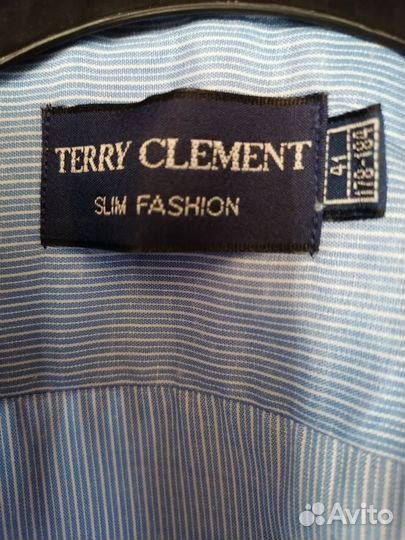 TERRY CLEMENT
SLIM FASHION
41
178-184
Avito